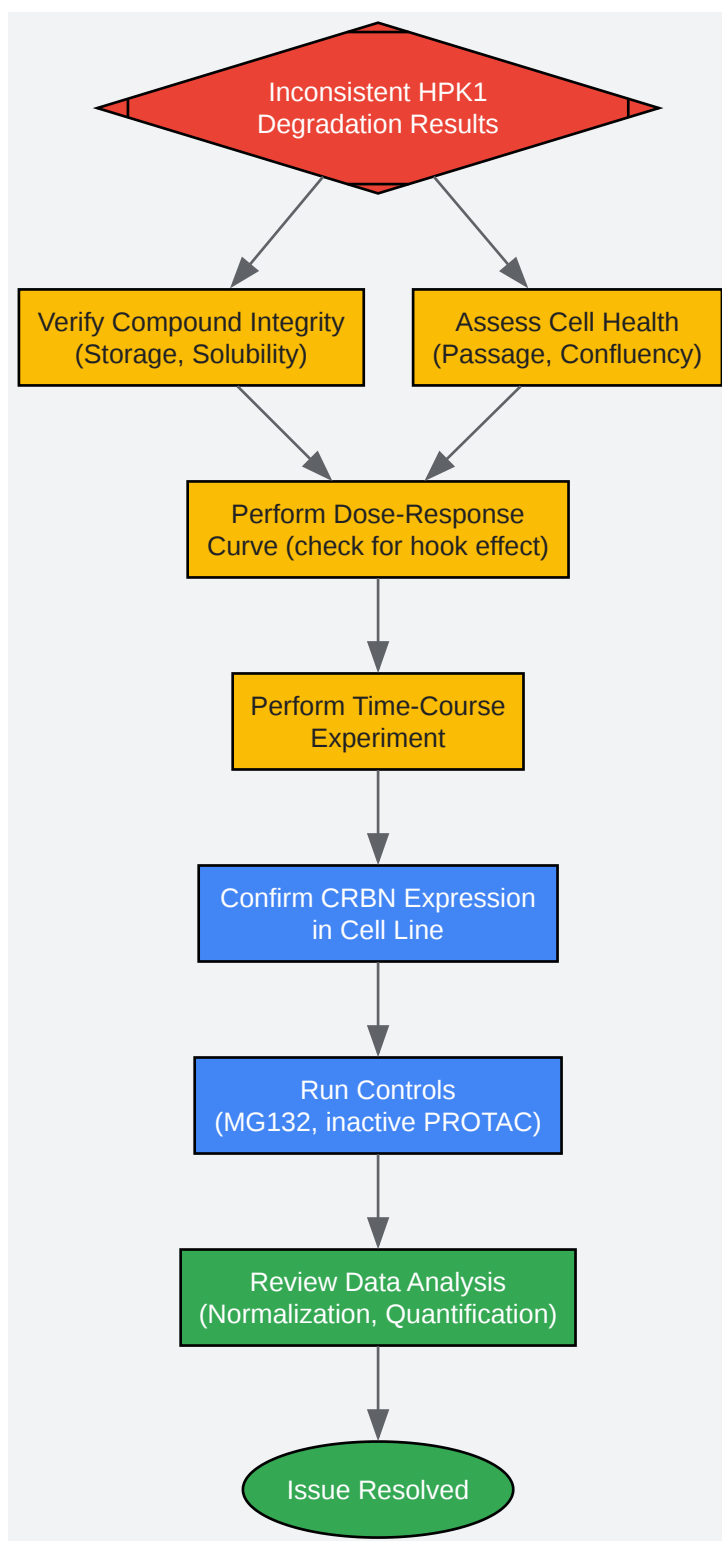 Inconsistent HPK1
Degradation Results
Verify Compound Integrity
(Storage, Solubility)
Assess Cell Health
(Passage, Confluency)
Perform Dose-Response
Curve (check for hook effect)
Perform Time-Course
Experiment
Confirm CRBN Expression
in Cell Line
Run Controls
(MG132, inactive PROTAC)
Review Data Analysis
(Normalization, Quantification)
Issue Resolved